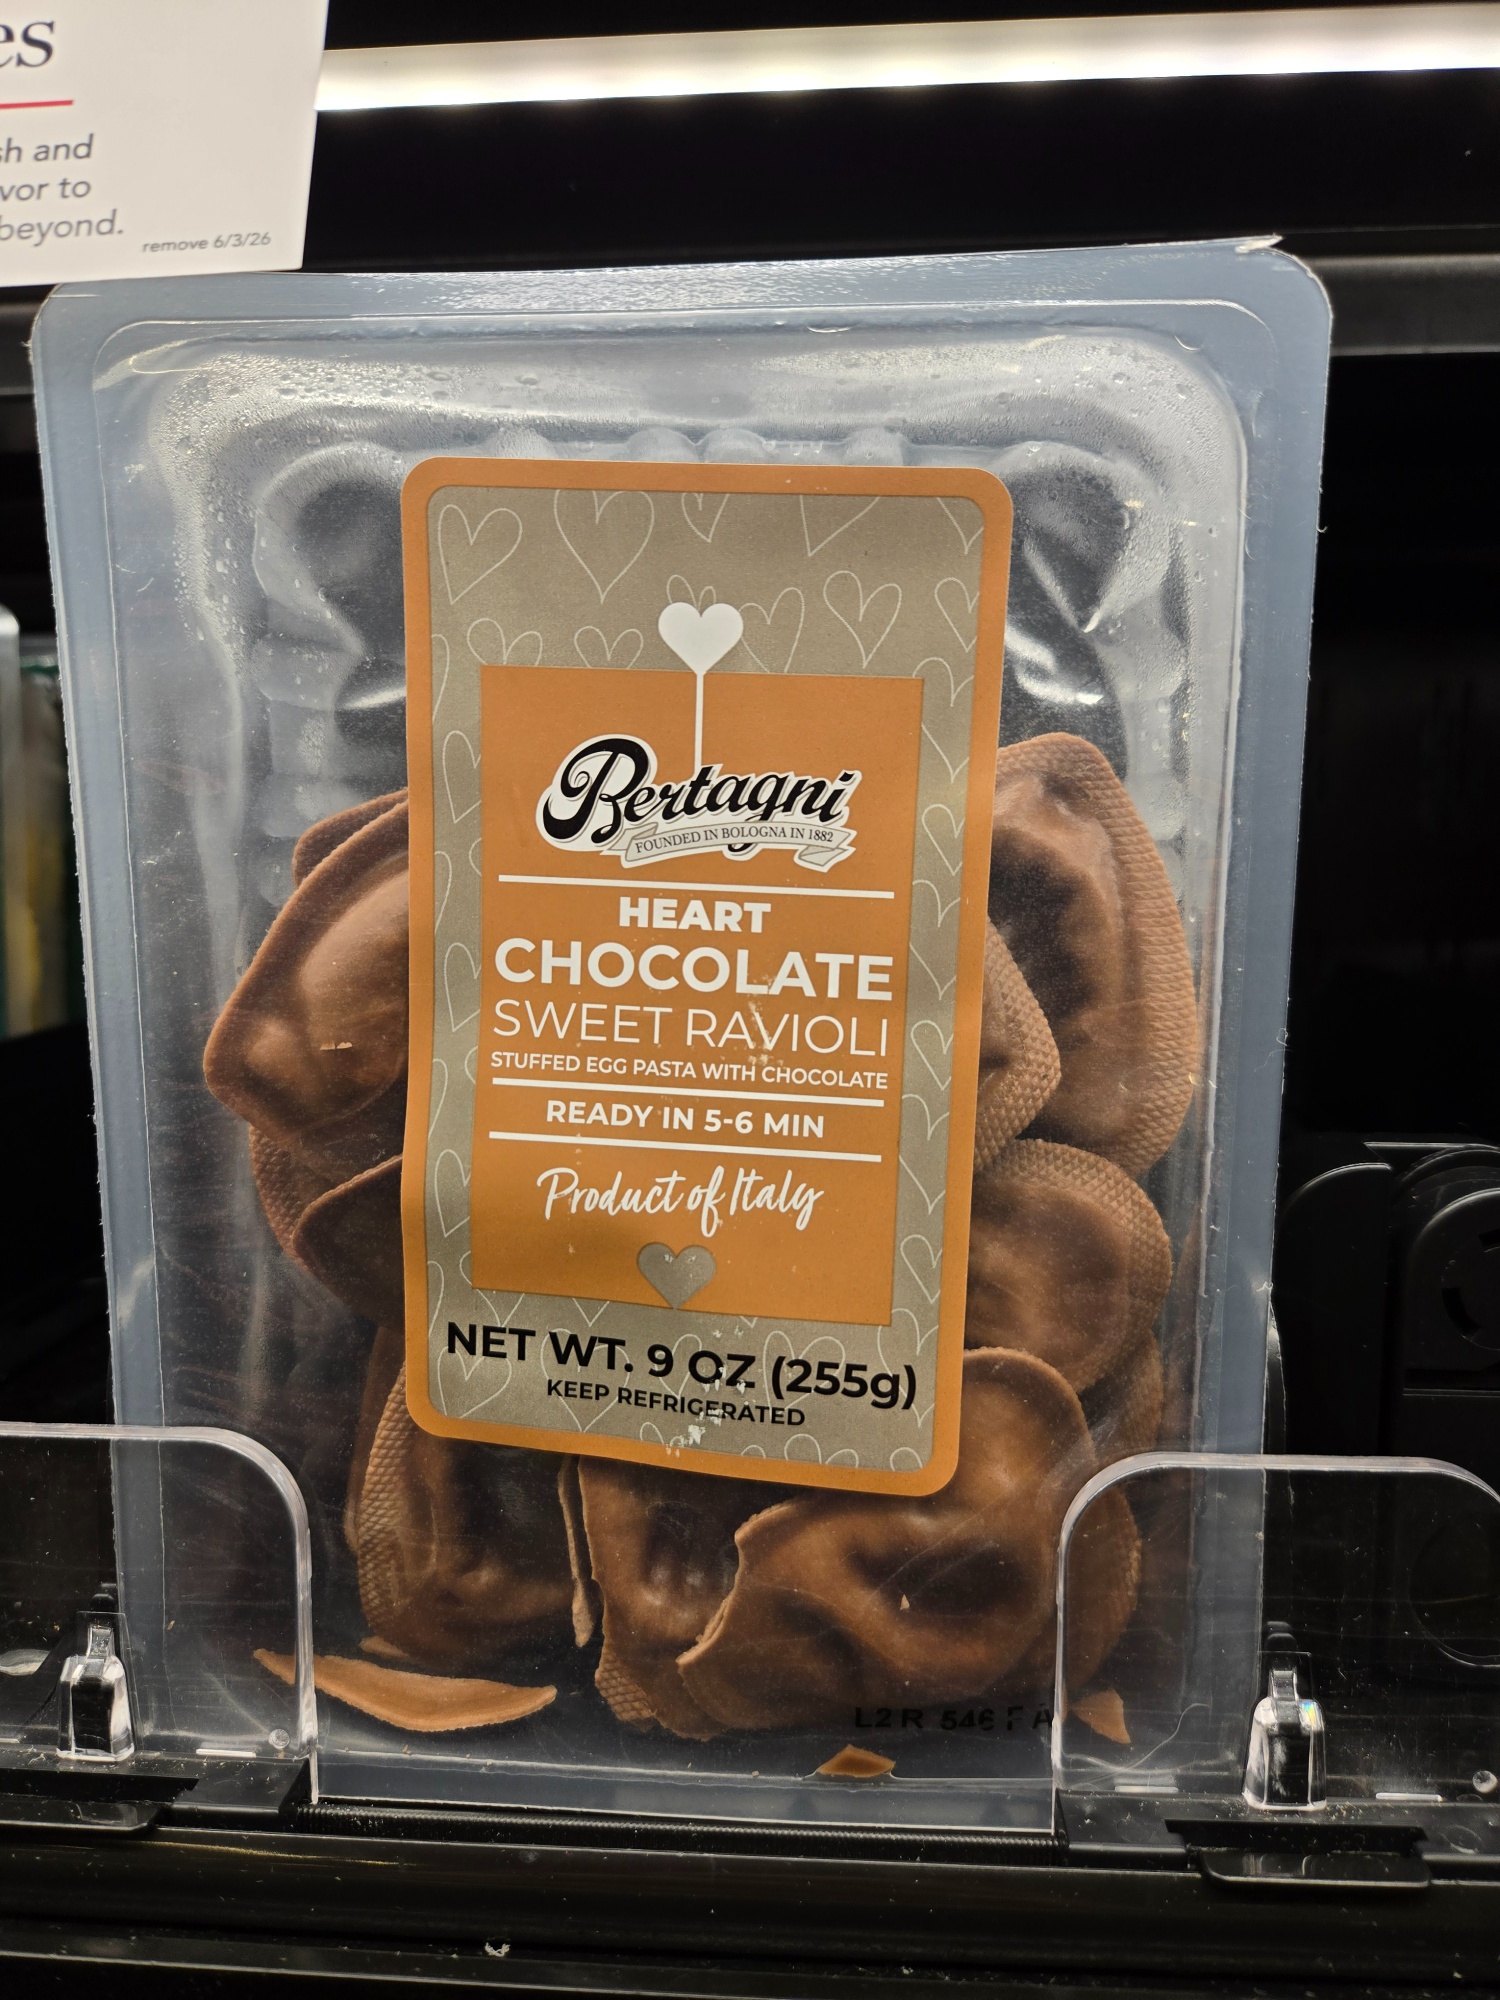 es
sh and
vor to
beyond.
remove 6/3/26
Bertagni
FOUNDED IN BOLOGNA IN 1882
HEART
CHOCOLATE
SWEET RAVIOLI
STUFFED EGG PASTA WITH CHOCOLATE
READY IN 5-6 MIN
Product of Italy
NET WT. 9 OZ (255g)
KEEP REFRIGERATED
L2 R 546 F A